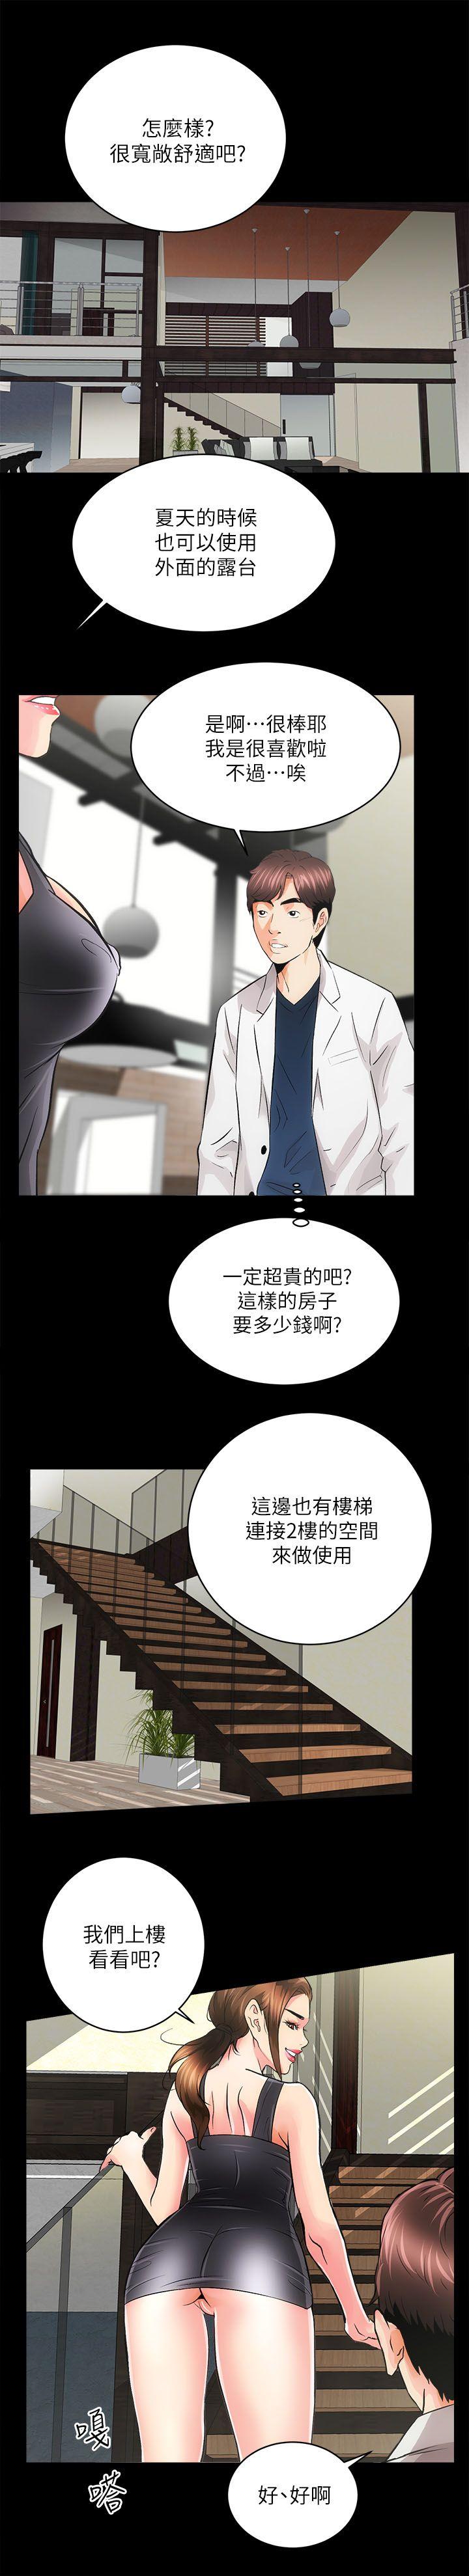 怎麼樣?
很寬敞舒適吧?
夏天的時候
也可以使用
外面的露台
是啊…很棒耶
我是很喜歡啦
不過…唉
一定超貴的吧?
這樣的房子
要多少錢啊?
這邊也有樓梯
連接2樓的空間
來做使用
我們上樓
看看吧?
嘎
嗒
好、好啊